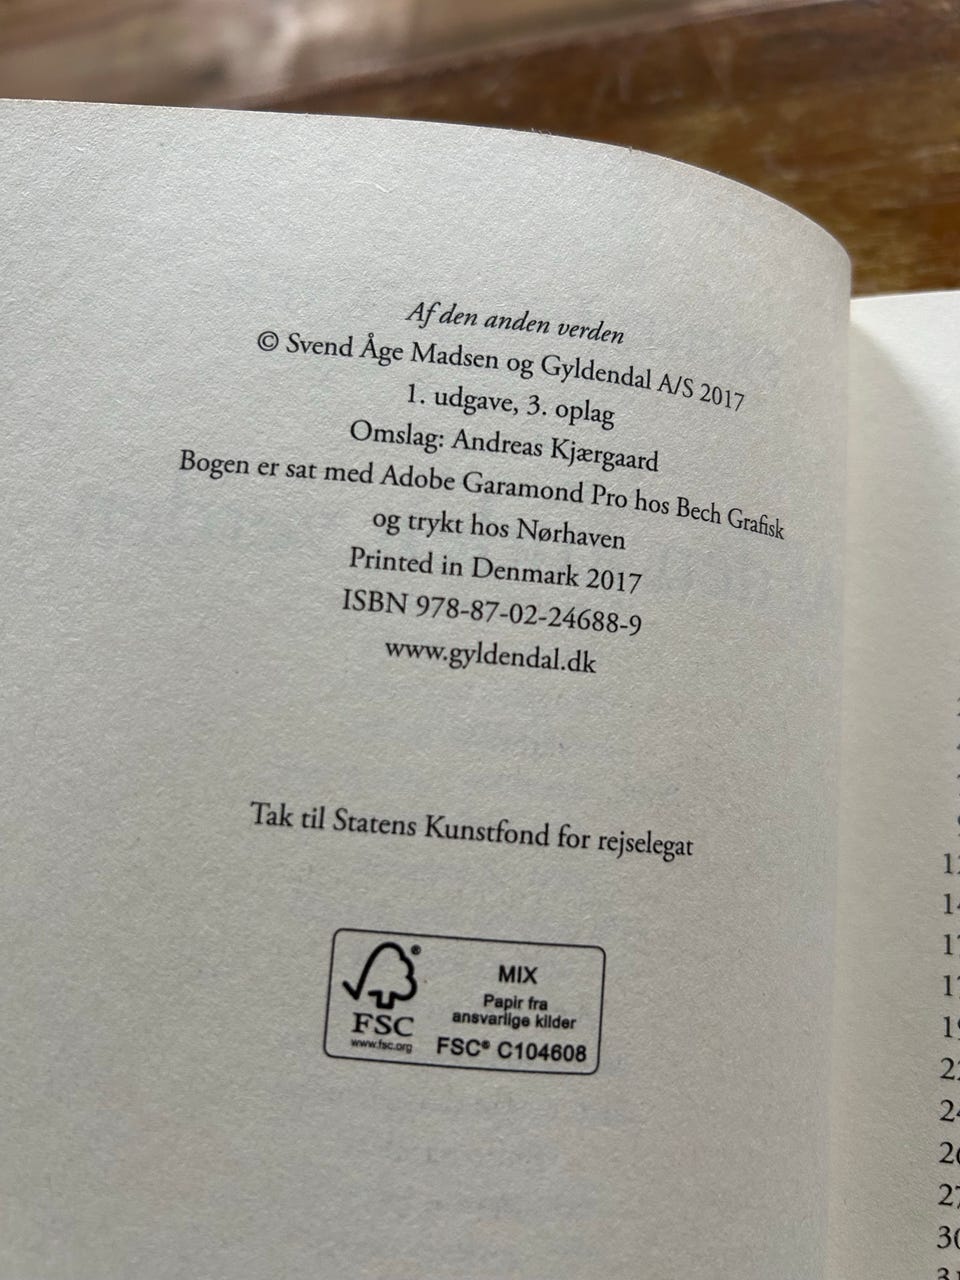 Af den anden verden
© Svend Åge Madsen og Gyldendal A/S 2017
1. udgave, 3. oplag
Omslag: Andreas Kjærgaard
Bogen er sat med Adobe Garamond Pro hos Bech Grafisk
og trykt hos Nørhaven
Printed in Denmark 2017
ISBN 978-87-02-24688-9
www.gyldendal.dk
Tak til Statens Kunstfond for rejselegat
FSC®
www.fsc.org
MIX
Papir fra
ansvarlige kilder
FSC® C104608